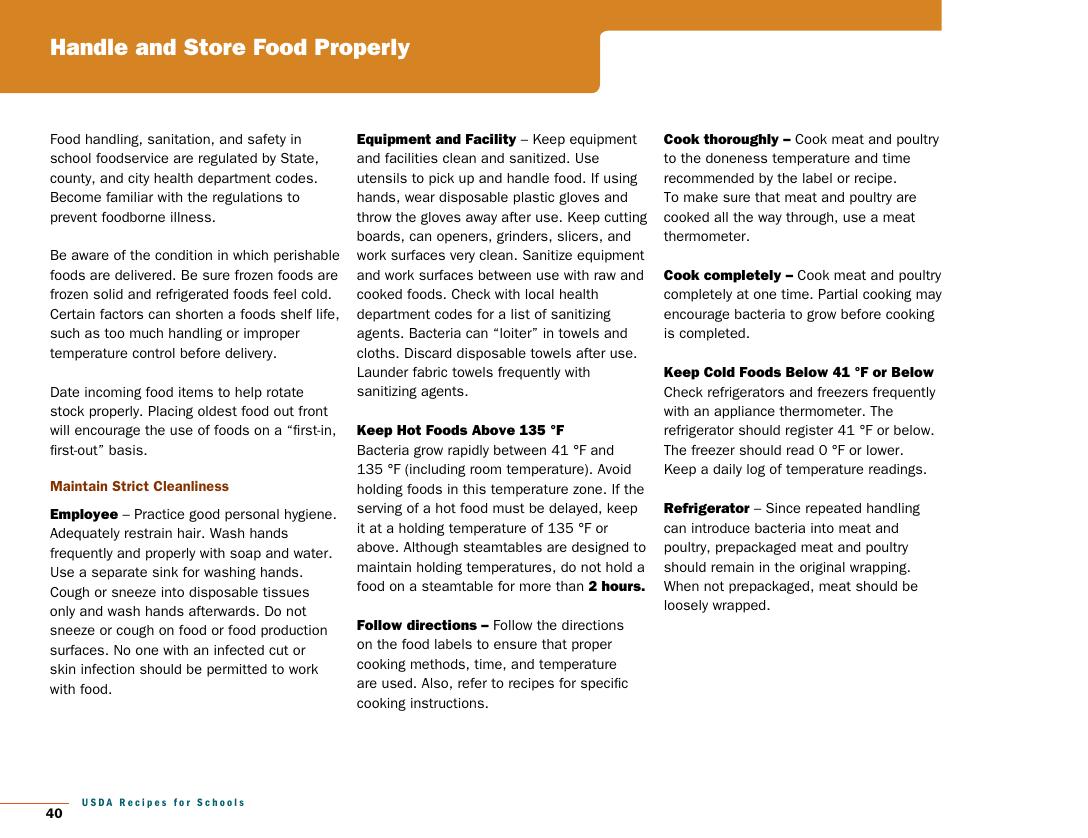 Handle and Store Food Properly
Food handling, sanitation, and safety in
school foodservice are regulated by State,
county, and city health department codes.
Become familiar with the regulations to
prevent foodborne illness.
Be aware of the condition in which perishable
foods are delivered. Be sure frozen foods are
frozen solid and refrigerated foods feel cold.
Certain factors can shorten a foods shelf life,
such as too much handling or improper
temperature control before delivery.
Date incoming food items to help rotate
stock properly. Placing oldest food out front
will encourage the use of foods on a “first-in,
first-out” basis.
Maintain Strict Cleanliness
Employee – Practice good personal hygiene.
Adequately restrain hair. Wash hands
frequently and properly with soap and water.
Use a separate sink for washing hands.
Cough or sneeze into disposable tissues
only and wash hands afterwards. Do not
sneeze or cough on food or food production
surfaces. No one with an infected cut or
skin infection should be permitted to work
with food.
Equipment and Facility – Keep equipment
and facilities clean and sanitized. Use
utensils to pick up and handle food. If using
hands, wear disposable plastic gloves and
throw the gloves away after use. Keep cutting
boards, can openers, grinders, slicers, and
work surfaces very clean. Sanitize equipment
and work surfaces between use with raw and
cooked foods. Check with local health
department codes for a list of sanitizing
agents. Bacteria can “loiter” in towels and
cloths. Discard disposable towels after use.
Launder fabric towels frequently with
sanitizing agents.
Keep Hot Foods Above 135 °F
Bacteria grow rapidly between 41 °F and
135 °F (including room temperature). Avoid
holding foods in this temperature zone. If the
serving of a hot food must be delayed, keep
it at a holding temperature of 135 °F or
above. Although steamtables are designed to
maintain holding temperatures, do not hold a
food on a steamtable for more than 2 hours.
Follow directions – Follow the directions
on the food labels to ensure that proper
cooking methods, time, and temperature
are used. Also, refer to recipes for specific
cooking instructions.
Cook thoroughly – Cook meat and poultry
to the doneness temperature and time
recommended by the label or recipe.
To make sure that meat and poultry are
cooked all the way through, use a meat
thermometer.
Cook completely – Cook meat and poultry
completely at one time. Partial cooking may
encourage bacteria to grow before cooking
is completed.
Keep Cold Foods Below 41 °F or Below
Check refrigerators and freezers frequently
with an appliance thermometer. The
refrigerator should register 41 °F or below.
The freezer should read 0 °F or lower.
Keep a daily log of temperature readings.
Refrigerator – Since repeated handling
can introduce bacteria into meat and
poultry, prepackaged meat and poultry
should remain in the original wrapping.
When not prepackaged, meat should be
loosely wrapped.
USDA Recipes for Schools
40